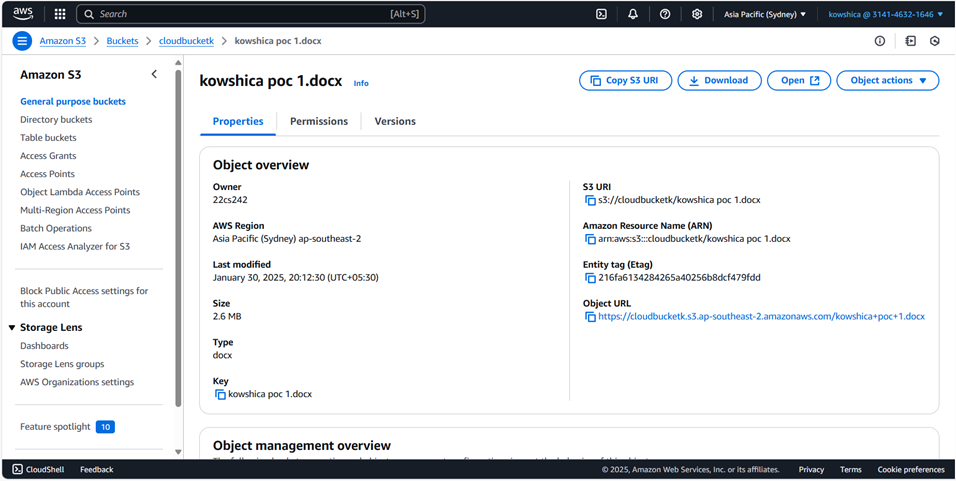 aws
Search [Alt+S]
Asia Pacific (Sydney)
kowshica @ 3141-4632-1646
Amazon S3 > Buckets > cloudbucketk > kowshica poc 1.docx
Amazon S3
General purpose buckets
Directory buckets
Table buckets
Access Grants
Access Points
Object Lambda Access Points
Multi-Region Access Points
Batch Operations
IAM Access Analyzer for S3
Block Public Access settings for
this account
Storage Lens
Dashboards
Storage Lens groups
AWS Organizations settings
Feature spotlight 10
kowshica poc 1.docx Info
Copy S3 URI
Download
Open
Object actions
Properties
Permissions
Versions
Object overview
Owner
22cs242
AWS Region
Asia Pacific (Sydney) ap-southeast-2
Last modified
January 30, 2025, 20:12:30 (UTC+05:30)
Size
2.6 MB
Type
docx
Key
kowshica poc 1.docx
S3 URI
s3://cloudbucketk/kowshica poc 1.docx
Amazon Resource Name (ARN)
arn:aws:s3:::cloudbucketk/kowshica poc 1.docx
Entity tag (Etag)
216fa6134284265a40256b8dcf479fdd
Object URL
https://cloudbucketk.s3.ap-southeast-2.amazonaws.com/kowshica+poc+1.docx
Object management overview
CloudShell
Feedback
© 2025, Amazon Web Services, Inc. or its affiliates.
Privacy
Terms
Cookie preferences